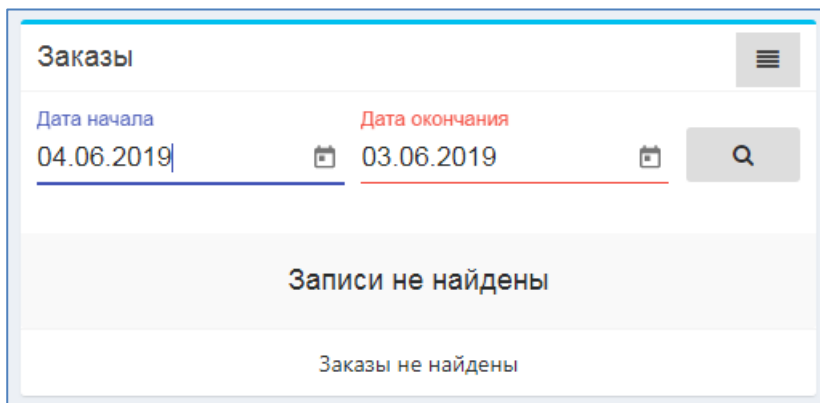 Заказы
Дата начала Дата окончания
04.06.2019 03.06.2019
Записи не найдены
Заказы не найдены